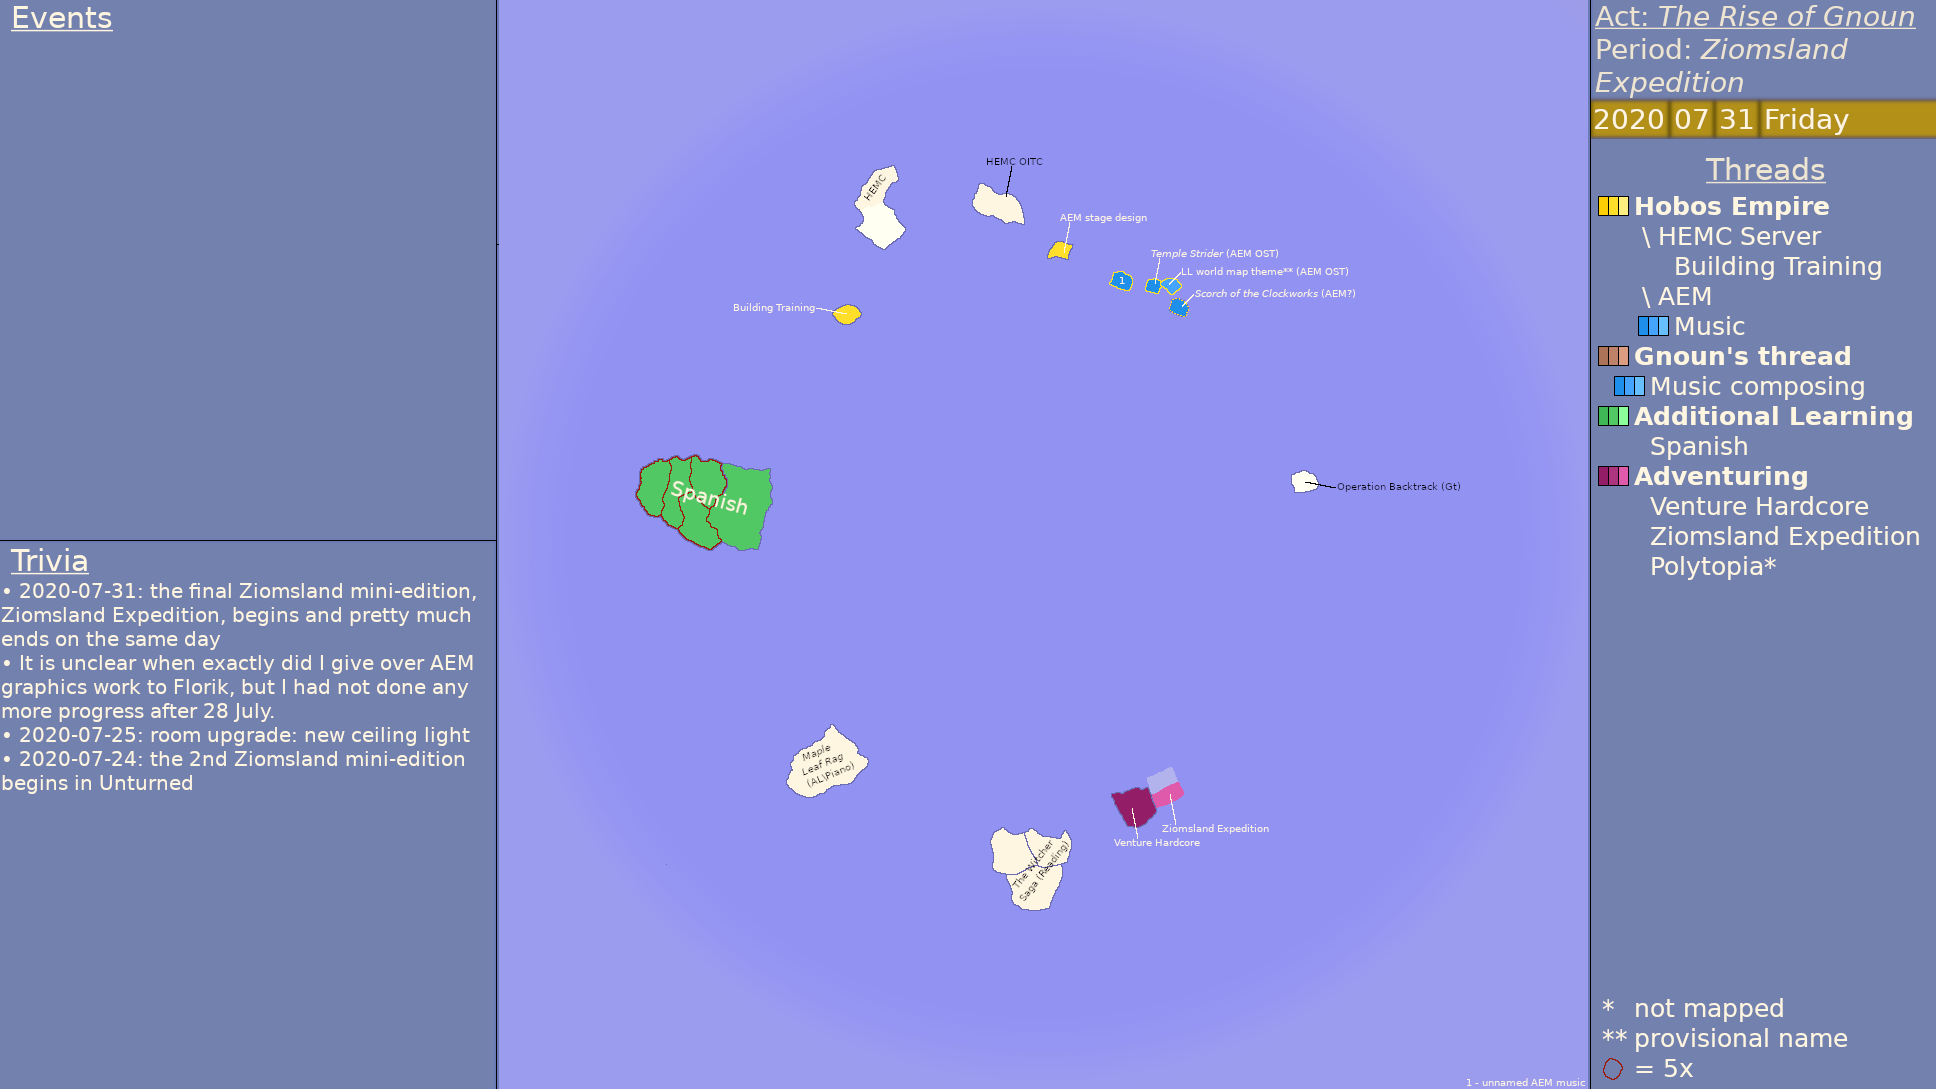 Events
Trivia
• 2020-07-31: the final Ziomsland mini-edition,
Ziomsland Expedition, begins and pretty much
ends on the same day
• It is unclear when exactly did I give over AEM
graphics work to Florik, but I had not done any
more progress after 28 July.
• 2020-07-25: room upgrade: new ceiling light
• 2020-07-24: the 2nd Ziomsland mini-edition
begins in Unturned
HEMC
HEMC OITC
AEM stage design
Temple Strider (AEM OST)
LL world map theme** (AEM OST)
1
Scorch of the Clockworks (AEM?)
Building Training
Spanish
Operation Backtrack (Gt)
Maple
Leaf Rag
(AL\Piano)
Ziomsland Expedition
Venture Hardcore
The Witcher
Saga (Reading)
1 - unnamed AEM music
Act: The Rise of Gnoun
Period: Ziomsland
Expedition
2020 07 31 Friday
Threads
Hobos Empire
\ HEMC Server
Building Training
\ AEM
Music
Gnoun's thread
Music composing
Additional Learning
Spanish
Adventuring
Venture Hardcore
Ziomsland Expedition
Polytopia*
* not mapped
** provisional name
= 5x